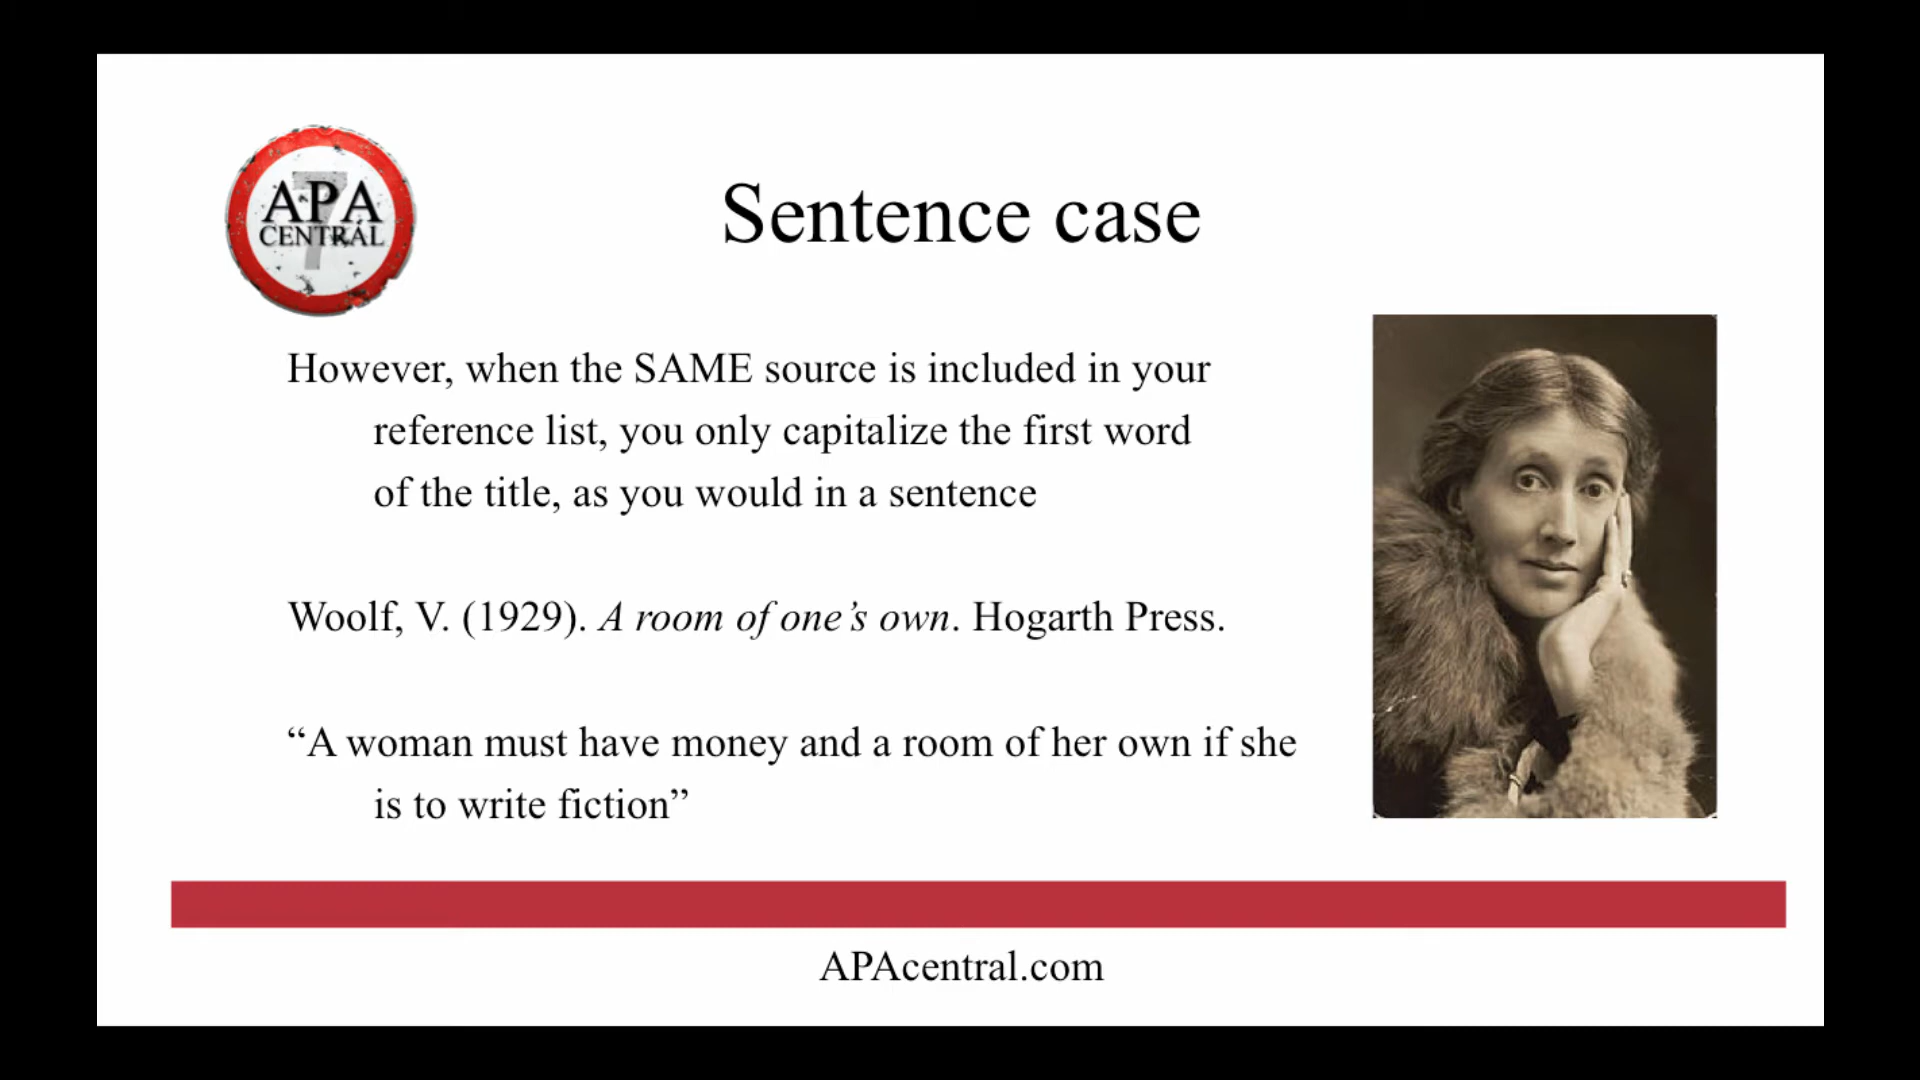 7
APA
CENTRAL
Sentence case
However, when the SAME source is included in your
reference list, you only capitalize the first word
of the title, as you would in a sentence
Woolf, V. (1929). A room of one’s own. Hogarth Press.
“A woman must have money and a room of her own if she
is to write fiction”
APAcentral.com